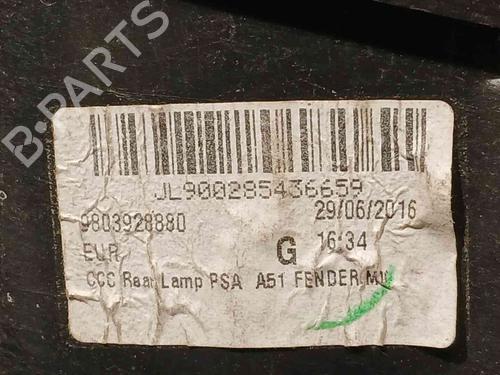 B-PARTS
JL900285436659
9803928880 29/06/2016
EUR G 16:34
CCC Rear Lamp PSA A51 FENDER